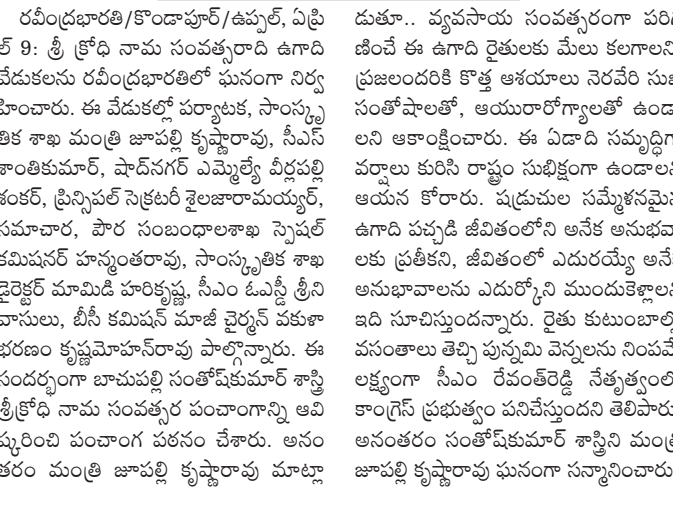 రవీంద్రభారతి/కొండాపూర్/ఉప్పల్, ఏప్రి
ల్ 9: శ్రీ క్రోధి నామ సంవత్సరాది ఉగాది
వేడుకలను రవీంద్రభారతిలో ఘనంగా నిర్వ
హించారు. ఈ వేడుకల్లో పర్యాటక, సాంస్కృ
తిక శాఖ మంత్రి జూపల్లి కృష్ణారావు, సీఎస్
శాంతికుమార్, షాద్‌నగర్ ఎమ్మెల్యే వీర్లపల్లి
శంకర్, ప్రిన్సిపల్ సెక్రటరీ శైలజారామయ్యర్,
సమాచార, పౌర సంబంధాలశాఖ స్పెషల్
కమిషనర్ హన్మంతరావు, సాంస్కృతిక శాఖ
డైరెక్టర్ మామిడి హరికృష్ణ, సీఎం ఓఎస్డీ శ్రీని
వాసులు, బీసీ కమిషన్ మాజీ చైర్మన్ వకుళా
భరణం కృష్ణమోహన్‌రావు పాల్గొన్నారు. ఈ
సందర్భంగా బాచుపల్లి సంతోష్‌కుమార్ శాస్త్రి
శ్రీక్రోధి నామ సంవత్సర పంచాంగాన్ని ఆవి
ష్కరించి పంచాంగ పఠనం చేశారు. అనం
తరం మంత్రి జూపల్లి కృష్ణారావు మాట్లా
డుతూ.. వ్యవసాయ సంవత్సరంగా పరిగ
ణించే ఈ ఉగాది రైతులకు మేలు కలగాలని
ప్రజలందరికి కొత్త ఆశయాలు నెరవేరి సుఖ
సంతోషాలతో, ఆయురారోగ్యాలతో ఉండా
లని ఆకాంక్షించారు. ఈ ఏడాది సమృద్ధిగా
వర్షాలు కురిసి రాష్ట్రం సుభిక్షంగా ఉండాలని
ఆయన కోరారు. షడ్రుచుల సమ్మేళనమైన
ఉగాది పచ్చడి జీవితంలోని అనేక అనుభవా
లకు ప్రతీకని, జీవితంలో ఎదురయ్యే అనేక
అనుభావాలను ఎదుర్కోని ముందుకెళ్లాలని
ఇది సూచిస్తుందన్నారు. రైతు కుటుంబాల్లో
వసంతాలు తెచ్చి పున్నమి వెన్నలను నింపవే
లక్ష్యంగా సీఎం రేవంత్‌రెడ్డి నేతృత్వంలో
కాంగ్రెస్ ప్రభుత్వం పనిచేస్తుందని తెలిపారు
అనంతరం సంతోష్‌కుమార్ శాస్త్రిని మంత్రి
జూపల్లి కృష్ణారావు ఘనంగా సన్మానించారు